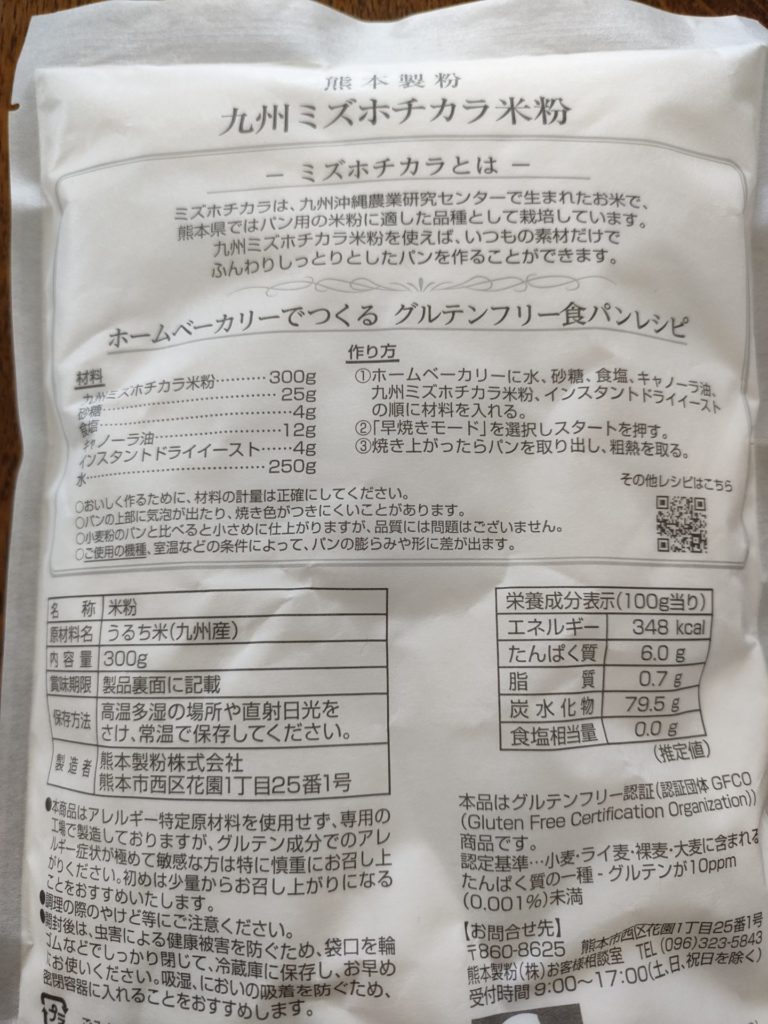 熊本製粉
九州ミズホチカラ米粉
― ミズホチカラとは ―
ミズホチカラは、九州沖縄農業研究センターで生まれたお米で、
熊本県ではパン用の米粉に適した品種として栽培しています。
九州ミズホチカラ米粉を使えば、いつもの素材だけで
ふんわりしっとりとしたパンを作ることができます。
ホームベーカリーでつくる グルテンフリー食パンレシピ
材料
九州ミズホチカラ米粉………300g
砂糖………25g
食塩………4g
キャノーラ油………12g
インスタントドライイースト……4g
水………250g
作り方
①ホームベーカリーに水、砂糖、食塩、キャノーラ油、
九州ミズホチカラ米粉、インスタントドライイースト
の順に材料を入れる。
②「早焼きモード」を選択しスタートを押す。
③焼き上がったらパンを取り出し、粗熱を取る。
その他レシピはこちら
○おいしく作るために、材料の計量は正確にしてください。
○パンの上部に気泡が出たり、焼き色がつきにくいことがあります。
○小麦粉のパンと比べると小さめに仕上がりますが、品質には問題はございません。
○ご使用の機種、室温などの条件によって、パンの膨らみや形に差が出ます。
名 称 米粉
原材料名 うるち米(九州産)
内容量 300g
賞味期限 製品裏面に記載
保存方法 高温多湿の場所や直射日光を
さけ、常温で保存してください。
製造者 熊本製粉株式会社
熊本市西区花園1丁目25番1号
栄養成分表示(100g当り)
エネルギー 348 kcal
たんぱく質 6.0 g
脂 質 0.7 g
炭水化物 79.5 g
食塩相当量 0.0 g
(推定値)
●本商品はアレルギー特定原材料を使用せず、専用の
工場で製造しておりますが、グルテン成分でのアレ
ルギー症状が極めて敏感な方は特に慎重にお召し上
がりください。初めは少量からお召し上がりになる
ことをおすすめいたします。
●調理の際のやけど等にご注意ください。
●開封後は、虫害による健康被害を防ぐため、袋口を輪
ゴムなどでしっかり閉じて、冷蔵庫に保存し、お早め
にお使いください。吸湿、においの吸着を防ぐため、
密閉容器に入れることをおすすめします。
本品はグルテンフリー認証(認証団体 GFCO
(Gluten Free Certification Organization))
商品です。
認定基準…小麦・ライ麦・裸麦・大麦に含まれる
たんぱく質の一種 - グルテンが10ppm
(0.001%)未満
【お問合せ先】
〒860-8625 熊本市西区花園1丁目25番1号
熊本製粉(株)お客様相談室 TEL(096)323-5843
受付時間 9:00〜17:00(土、日、祝日を除く)
プラ